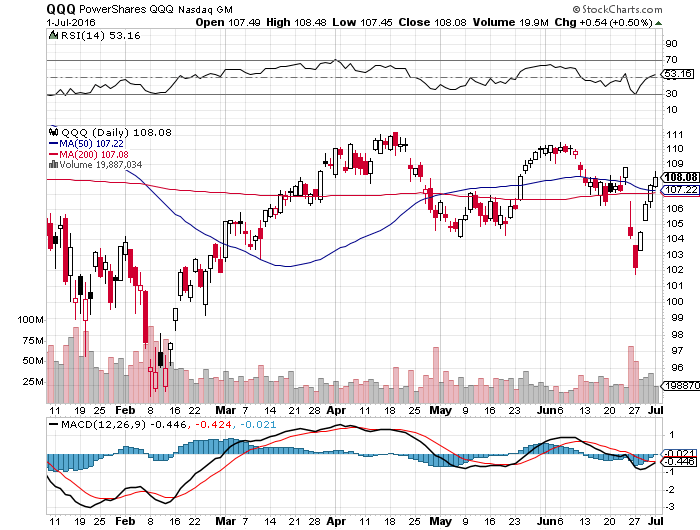 QQQ PowerShares QQQ Nasdaq GM © StockCharts.com
1-Jul-2016 Open 107.49 High 108.48 Low 107.45 Close 108.08 Volume 19.9M Chg +0.54 (+0.50%)
RSI(14) 53.16
90
70
53.16
50
30
10
QQQ (Daily) 108.08
MA(50) 107.22
MA(200) 107.08
Volume 19,887,034
111
110
109
108.08
107.22
106
105
104
103
102
101
100
99
98
97
96
100M
75M
50M
25M
198870
11 19 25 Feb 8 16 22 Mar 7 14 21 28 Apr 11 18 25 May 9 16 23 Jun 6 13 20 27 Jul
MACD(12,26,9) -0.446, -0.424, -0.021
1
-0.021
-0.446
-1
-2
-3
11 19 25 Feb 8 16 22 Mar 7 14 21 28 Apr 11 18 25 May 9 16 23 Jun 6 13 20 27 Jul